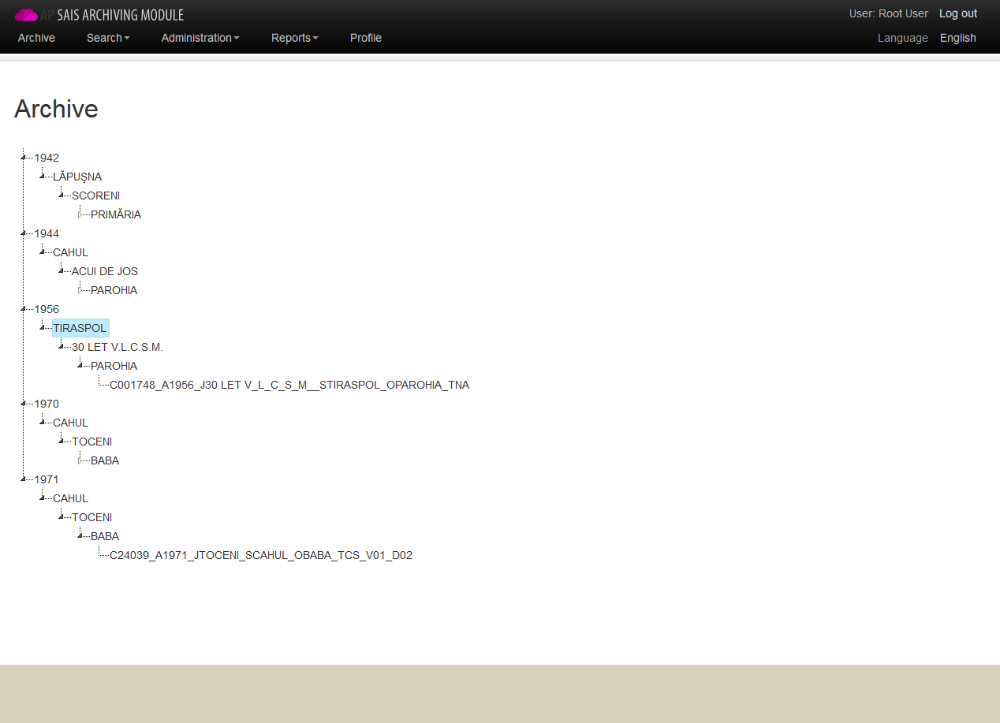 AP SAIS ARCHIVING MODULE
User: Root User Log out
Archive Search Administration Reports Profile
Language English
Archive
1942
LĂPUŞNA
SCORENI
PRIMĂRIA
1944
CAHUL
ACUI DE JOS
PAROHIA
1956
TIRASPOL
30 LET V.L.C.S.M.
PAROHIA
C001748_A1956_J30 LET V_L_C_S_M__STIRASPOL_OPAROHIA_TNA
1970
CAHUL
TOCENI
BABA
1971
CAHUL
TOCENI
BABA
C24039_A1971_JTOCENI_SCAHUL_OBABA_TCS_V01_D02